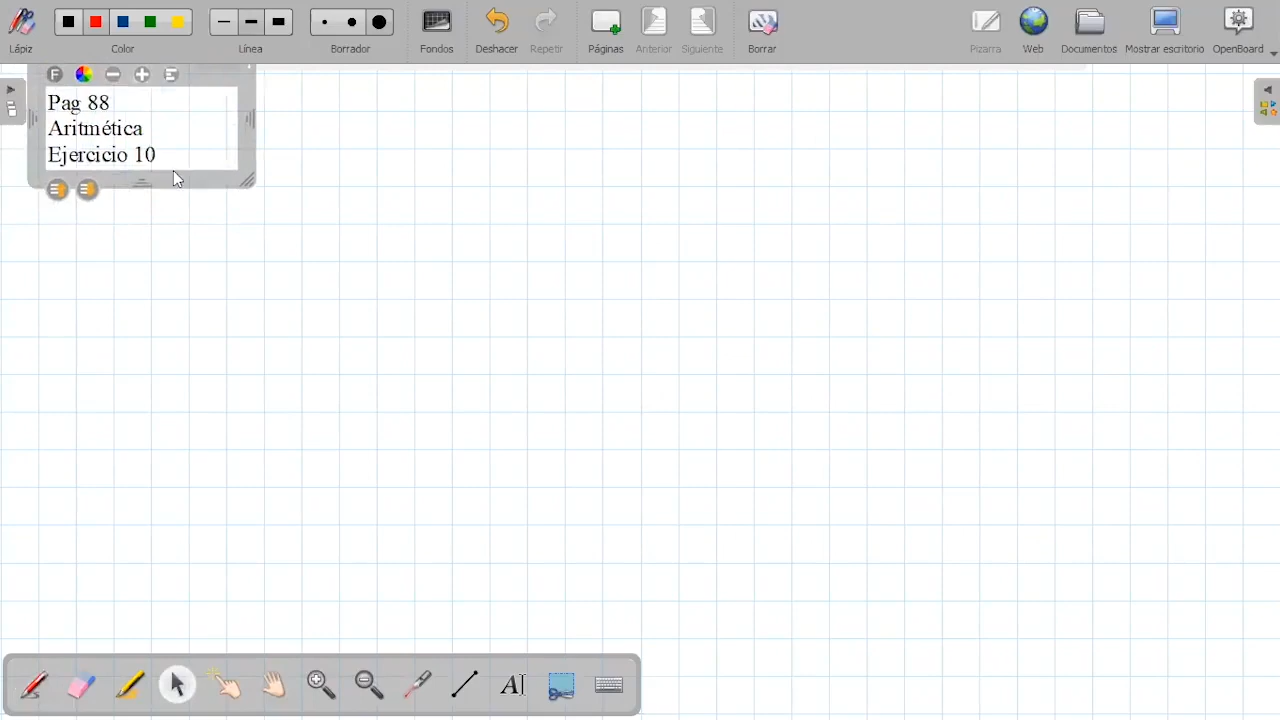 Lápiz
Color
Línea
Borrador
Fondos
Deshacer
Repetir
Páginas
Anterior
Siguiente
Borrar
Pizarra
Web
Documentos
Mostrar escritorio
OpenBoard
F
Pag 88
Aritmética
Ejercicio 10
A